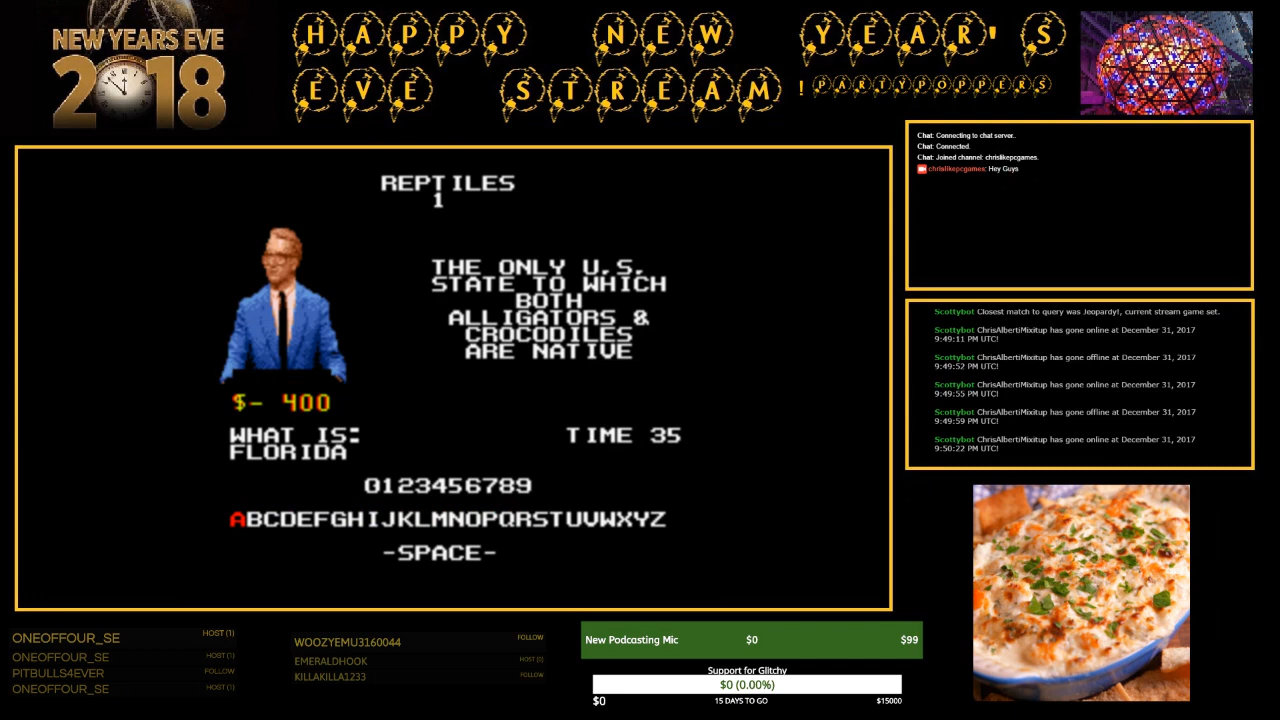 NEW YEARS EVE
2018
HAPPY NEW YEAR'S
EVE STREAM !PARTYPOPPERS
Chat: Connecting to chat server..
Chat: Connected.
Chat: Joined channel: chrislikepcgames.
chrislikepcgames: Hey Guys
REPTILES
1
THE ONLY U.S.
STATE TO WHICH
BOTH
ALLIGATORS &
CROCODILES
ARE NATIVE
$- 400
WHAT IS:
FLORIDA
TIME 35
0123456789
ABCDEFGHIJKLMNOPQRSTUVWXYZ
-SPACE-
Scottybot Closest match to query was Jeopardy!, current stream game set.
Scottybot ChrisAlbertiMixitup has gone online at December 31, 2017
9:49:11 PM UTC!
Scottybot ChrisAlbertiMixitup has gone offline at December 31, 2017
9:49:52 PM UTC!
Scottybot ChrisAlbertiMixitup has gone online at December 31, 2017
9:49:55 PM UTC!
Scottybot ChrisAlbertiMixitup has gone offline at December 31, 2017
9:49:59 PM UTC!
Scottybot ChrisAlbertiMixitup has gone online at December 31, 2017
9:50:22 PM UTC!
ONEOFFOUR_SE HOST (1)
ONEOFFOUR_SE HOST (1)
PITBULLS4EVER FOLLOW
ONEOFFOUR_SE HOST (1)
WOOZYEMU3160044 FOLLOW
EMERALDHOOK HOST (0)
KILLAKILLA1233 FOLLOW
New Podcasting Mic $0 $99
Support for Glitchy
$0 (0.00%)
$0 15 DAYS TO GO $15000